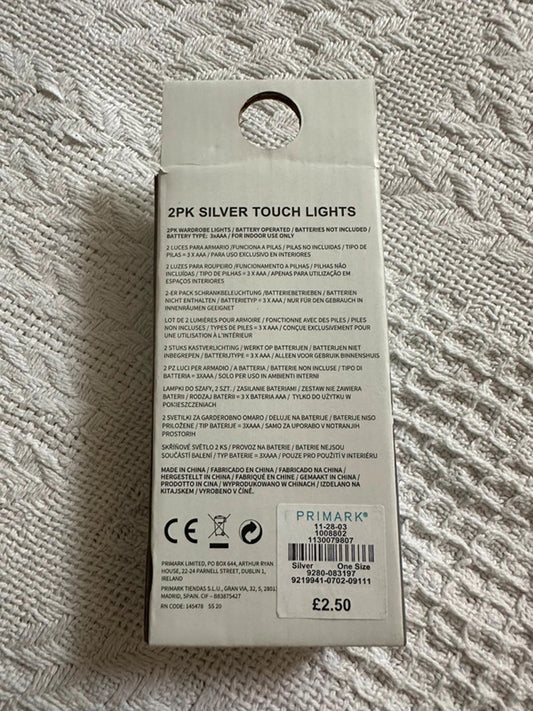 2PK SILVER TOUCH LIGHTS
2PK WARDROBE LIGHTS / BATTERY OPERATED / BATTERIES NOT INCLUDED /
BATTERY TYPE: 3xAAA / FOR INDOOR USE ONLY
2 LUCES PARA ARMARIO /FUNCIONA A PILAS / PILAS NO INCLUIDAS / TIPO DE
PILAS = 3 X AAA / PARA USO EXCLUSIVO EN INTERIORES
2 LUZES PARA ROUPEIRO /FUNCIONAMENTO A PILHAS / PILHAS NÃO
INCLUÍDAS / TIPO DE PILHAS = 3 X AAA / APENAS PARA UTILIZAÇÃO EM
ESPAÇOS INTERIORES
2-ER PACK SCHRANKBELEUCHTUNG /BATTERIEBETRIEBEN / BATTERIEN
NICHT ENTHALTEN / BATTERIETYP = 3 X AAA / NUR FÜR DEN GEBRAUCH IN
INNENRÄUMEN GEEIGNET
LOT DE 2 LUMIÈRES POUR ARMOIRE / FONCTIONNE AVEC DES PILES / PILES
NON INCLUSES / TYPES DE PILES = 3 X AAA / CONÇUE EXCLUSIVEMENT POUR
UNE UTILISATION À L'INTÉRIEUR
2 STUKS KASTVERLICHTING / WERKT OP BATTERIJEN / BATTERIJEN NIET
INBEGREPEN / BATTERIJTYPE = 3 X AAA / ALLEEN VOOR GEBRUIK BINNENSHUIS
2 PZ LUCI PER ARMADIO / A BATTERIA / BATTERIE NON INCLUSE / TIPO DI
BATTERIA = 3XAAA / SOLO PER USO IN AMBIENTI INTERNI
LAMPKI DO SZAFY, 2 SZT. / ZASILANIE BATERIAMI / ZESTAW NIE ZAWIERA
BATERII / RODZAJ BATERII = 3 X BATERIA AAA / TYLKO DO UŻYTKU W
POMIESZCZENIACH
2 SVETILKI ZA GARDEROBNO OMARO / DELUJE NA BATERIJE / BATERIJE NISO
PRILOŽENE / TIP BATERIJE = 3XAAA / SAMO ZA UPORABO V NOTRANJIH
PROSTORIH
SKŘÍŇOVÉ SVĚTLO 2 KS / PROVOZ NA BATERIE / BATERIE NEJSOU
SOUČÁSTÍ BALENÍ / TYP BATERIE = 3XAAA / POUZE PRO POUŽITÍ V INTERIÉRU
MADE IN CHINA / FABRICADO EN CHINA / FABRICADO NA CHINA /
HERGESTELLT IN CHINA / FABRIQUÉ EN CHINE / GEMAAKT IN CHINA /
PRODOTTO IN CINA / WYPRODUKOWANO W CHINACH / IZDELANO NA
KITAJSKEM / VYROBENO V ČÍNĚ.
CE
PRIMARK LIMITED, PO BOX 644, ARTHUR RYAN
HOUSE, 22-24 PARNELL STREET, DUBLIN 1,
IRELAND
PRIMARK TIENDAS S.L.U., GRAN VIA, 32, 5, 28013
MADRID, SPAIN. CIF – B83875427
RN CODE: 145478 SS 20
PRIMARK®
11-28-03
1008802
1130079807
Silver One Size
9280-083197
9219941-0702-09111
£2.50